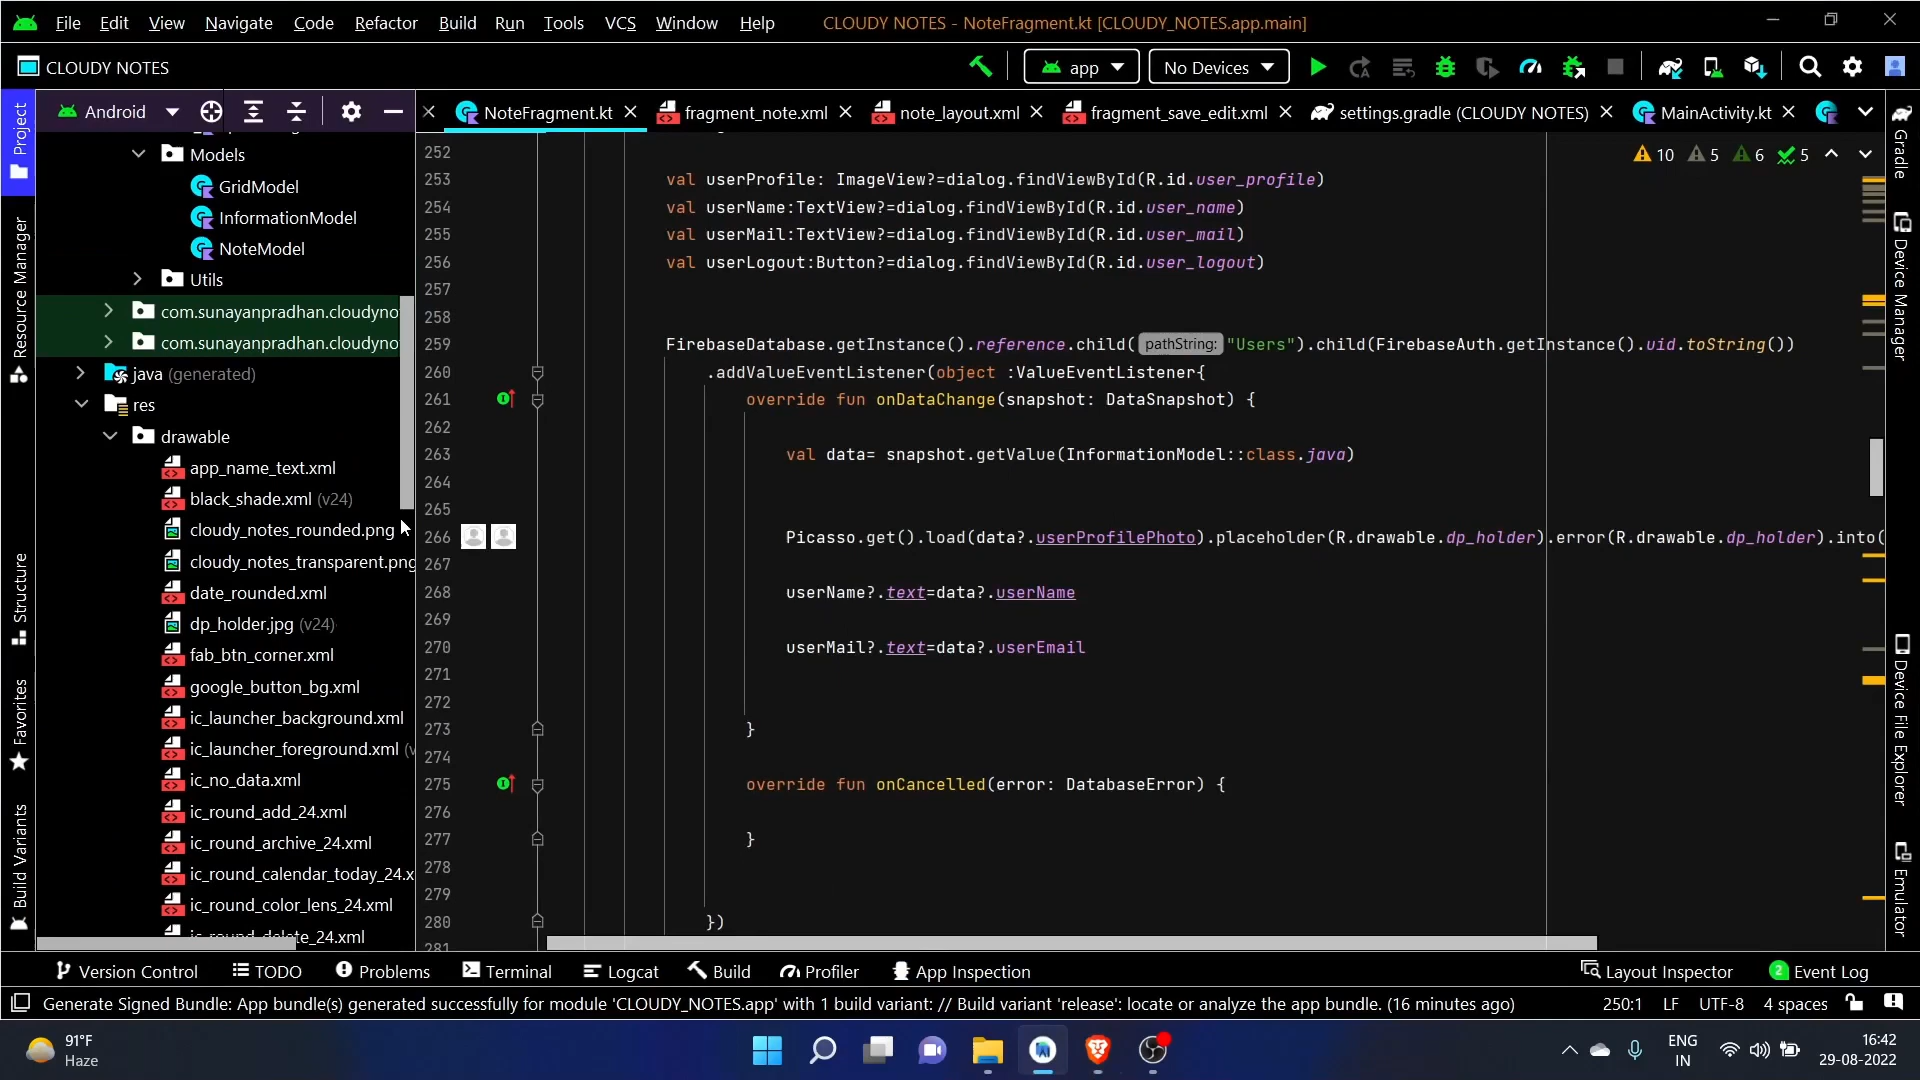 File Edit View Navigate Code Refactor Build Run Tools VCS Window Help CLOUDY NOTES - NoteFragment.kt [CLOUDY_NOTES.app.main]
CLOUDY NOTES app No Devices
Project
Android
NoteFragment.kt fragment_note.xml note_layout.xml fragment_save_edit.xml settings.gradle (CLOUDY NOTES) MainActivity.kt
Gradle
10 5 6 5
Models
GridModel
InformationModel
NoteModel
Utils
com.sunayanpradhan.cloudyno
com.sunayanpradhan.cloudyno
java (generated)
res
drawable
app_name_text.xml
black_shade.xml (v24)
cloudy_notes_rounded.png
cloudy_notes_transparent.png
date_rounded.xml
dp_holder.jpg (v24)
fab_btn_corner.xml
google_button_bg.xml
ic_launcher_background.xml
ic_launcher_foreground.xml (v
ic_no_data.xml
ic_round_add_24.xml
ic_round_archive_24.xml
ic_round_calendar_today_24.x
ic_round_color_lens_24.xml
ic_round_delete_24.xml
Resource Manager
Structure
Favorites
Build Variants
252
253 val userProfile: ImageView?=dialog.findViewById(R.id.user_profile)
254 val userName:TextView?=dialog.findViewById(R.id.user_name)
255 val userMail:TextView?=dialog.findViewById(R.id.user_mail)
256 val userLogout:Button?=dialog.findViewById(R.id.user_logout)
257
258
259 FirebaseDatabase.getInstance().reference.child( pathString: "Users").child(FirebaseAuth.getInstance().uid.toString())
260 .addValueEventListener(object :ValueEventListener{
261 override fun onDataChange(snapshot: DataSnapshot) {
262
263 val data= snapshot.getValue(InformationModel::class.java)
264
265
266 Picasso.get().load(data?.userProfilePhoto).placeholder(R.drawable.dp_holder).error(R.drawable.dp_holder).into(
267
268 userName?.text=data?.userName
269
270 userMail?.text=data?.userEmail
271
272
273 }
274
275 override fun onCancelled(error: DatabaseError) {
276
277 }
278
279
280 })
281
Device Manager
Device File Explorer
Emulator
Version Control TODO Problems Terminal Logcat Build Profiler App Inspection Layout Inspector 2 Event Log
Generate Signed Bundle: App bundle(s) generated successfully for module 'CLOUDY_NOTES.app' with 1 build variant: // Build variant 'release': locate or analyze the app bundle. (16 minutes ago) 250:1 LF UTF-8 4 spaces
91°F
Haze
ENG
IN
16:42
29-08-2022